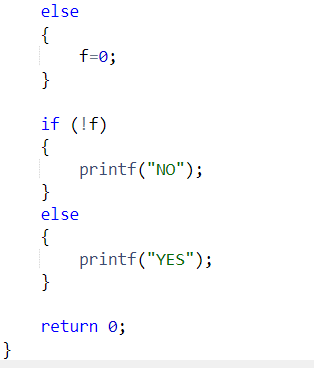 else
{
f=0;
}
if (!f)
{
printf("NO");
}
else
{
printf("YES");
}
return 0;
}